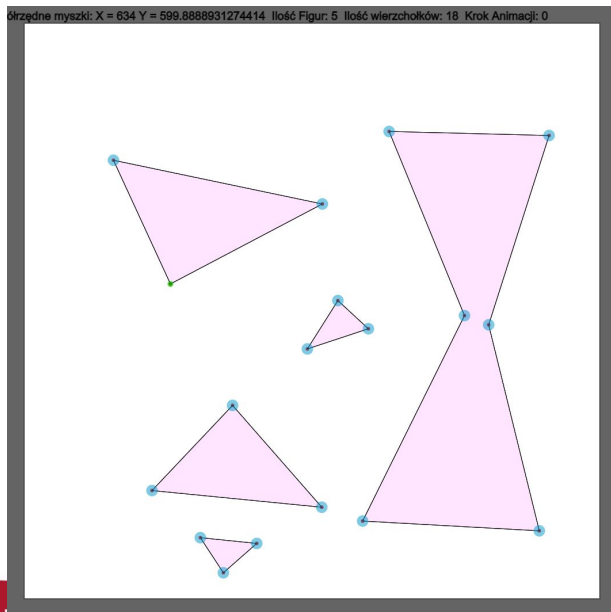 ółrzędne myszki: X = 634 Y = 599.8888931274414 Ilość Figur: 5 Ilość wierzchołków: 18 Krok Animacji: 0